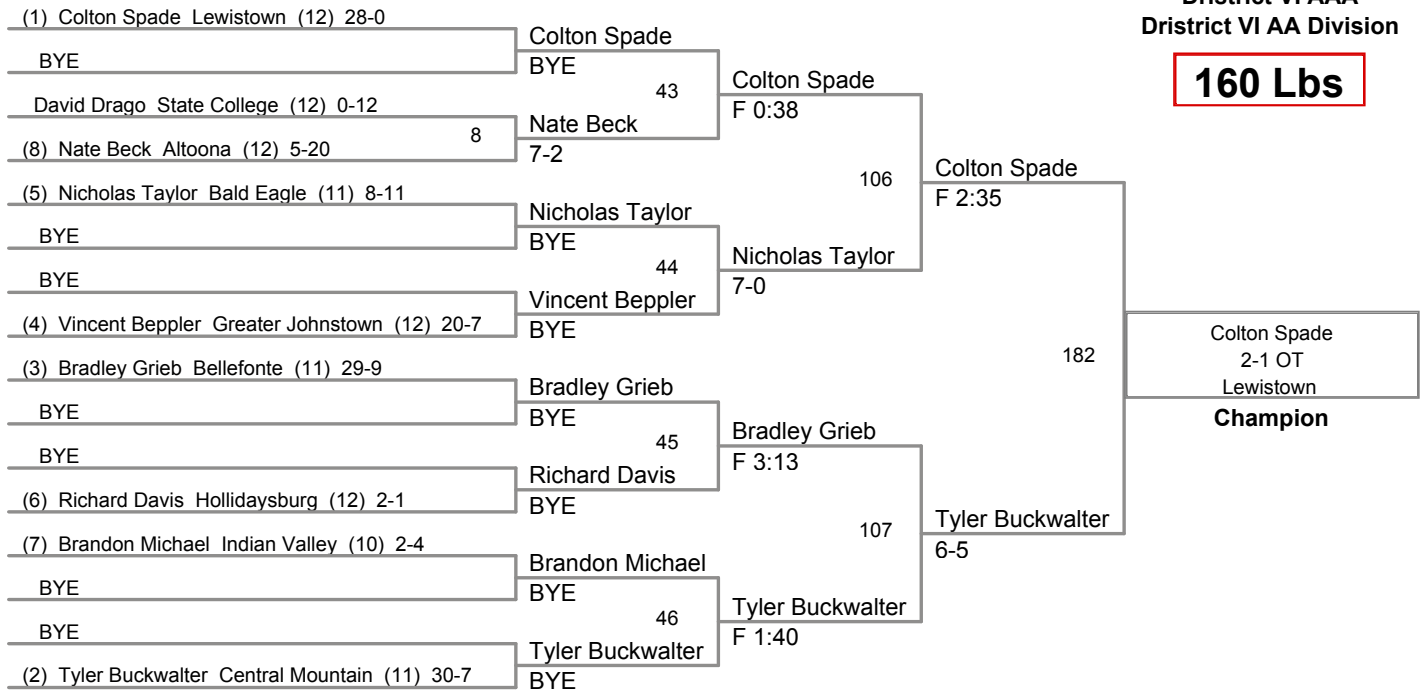 Dristrict VI AAA
Dristrict VI AA Division
160 Lbs
(1) Colton Spade Lewistown (12) 28-0
BYE
David Drago State College (12) 0-12
(8) Nate Beck Altoona (12) 5-20
(5) Nicholas Taylor Bald Eagle (11) 8-11
BYE
BYE
(4) Vincent Beppler Greater Johnstown (12) 20-7
(3) Bradley Grieb Bellefonte (11) 29-9
BYE
BYE
(6) Richard Davis Hollidaysburg (12) 2-1
(7) Brandon Michael Indian Valley (10) 2-4
BYE
BYE
(2) Tyler Buckwalter Central Mountain (11) 30-7
8
Colton Spade
BYE
43
Nate Beck
7-2
Nicholas Taylor
BYE
44
Vincent Beppler
BYE
Bradley Grieb
BYE
45
Richard Davis
BYE
Brandon Michael
BYE
46
Tyler Buckwalter
BYE
Colton Spade
F 0:38
106
Nicholas Taylor
7-0
Bradley Grieb
F 3:13
107
Tyler Buckwalter
F 1:40
Colton Spade
F 2:35
182
Tyler Buckwalter
6-5
Colton Spade
2-1 OT
Lewistown
Champion